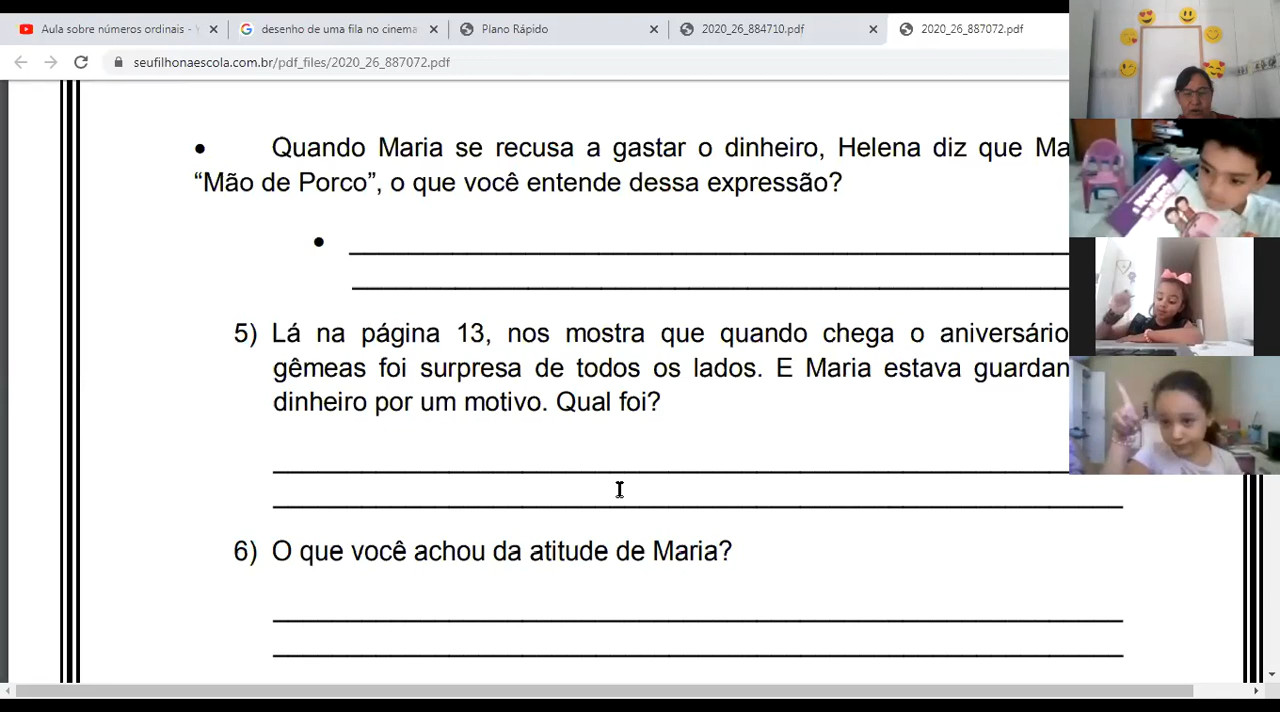 Aula sobre números ordinais - Y
desenho de uma fila no cinema
Plano Rápido
2020_26_884710.pdf
2020_26_887072.pdf
seufilhonaescola.com.br/pdf_files/2020_26_887072.pdf
• Quando Maria se recusa a gastar o dinheiro, Helena diz que Ma
“Mão de Porco”, o que você entende dessa expressão?
•
5) Lá na página 13, nos mostra que quando chega o aniversário
gêmeas foi surpresa de todos os lados. E Maria estava guardan
dinheiro por um motivo. Qual foi?
6) O que você achou da atitude de Maria?